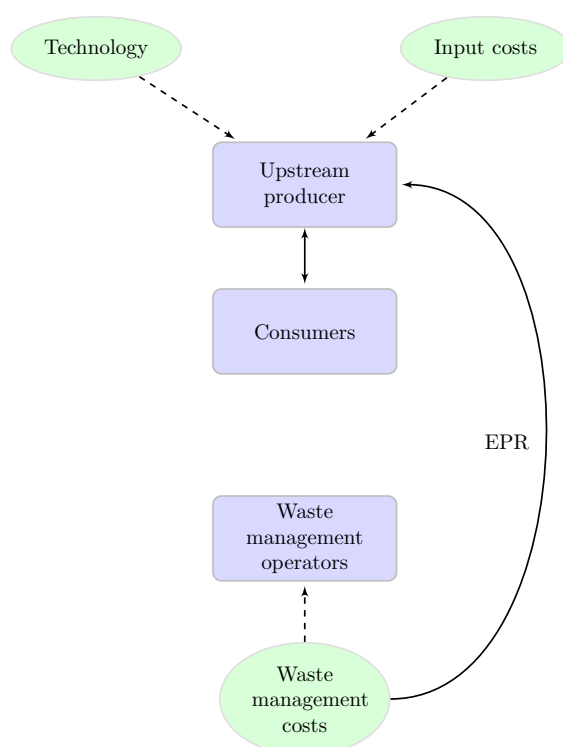 Technology
Input costs
Upstream
producer
Consumers
EPR
Waste
management
operators
Waste
management
costs